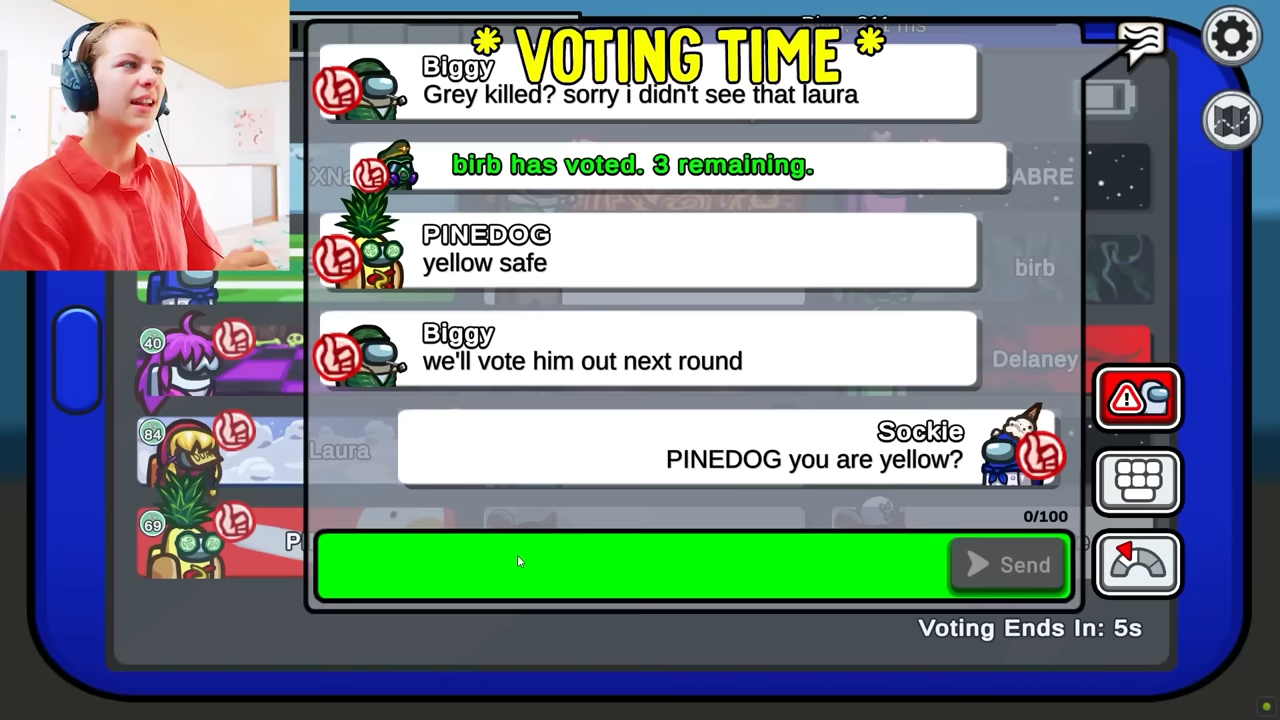 * VOTING TIME *
Biggy
Grey killed? sorry i didn't see that laura
birb has voted. 3 remaining.
PINEDOG
yellow safe
Biggy
we'll vote him out next round
Sockie
PINEDOG you are yellow?
0/100
Send
Voting Ends In: 5s
birb
Delaney
40
84
Laura
69